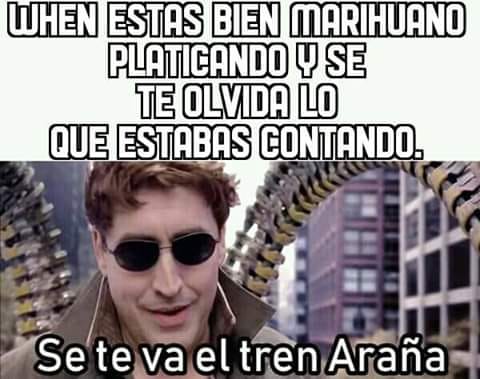 WHEN ESTAS BIEN MARIHUANO
PLATICANDO Y SE
TE OLVIDA LO
QUE ESTABAS CONTANDO.
Se te va el tren Araña